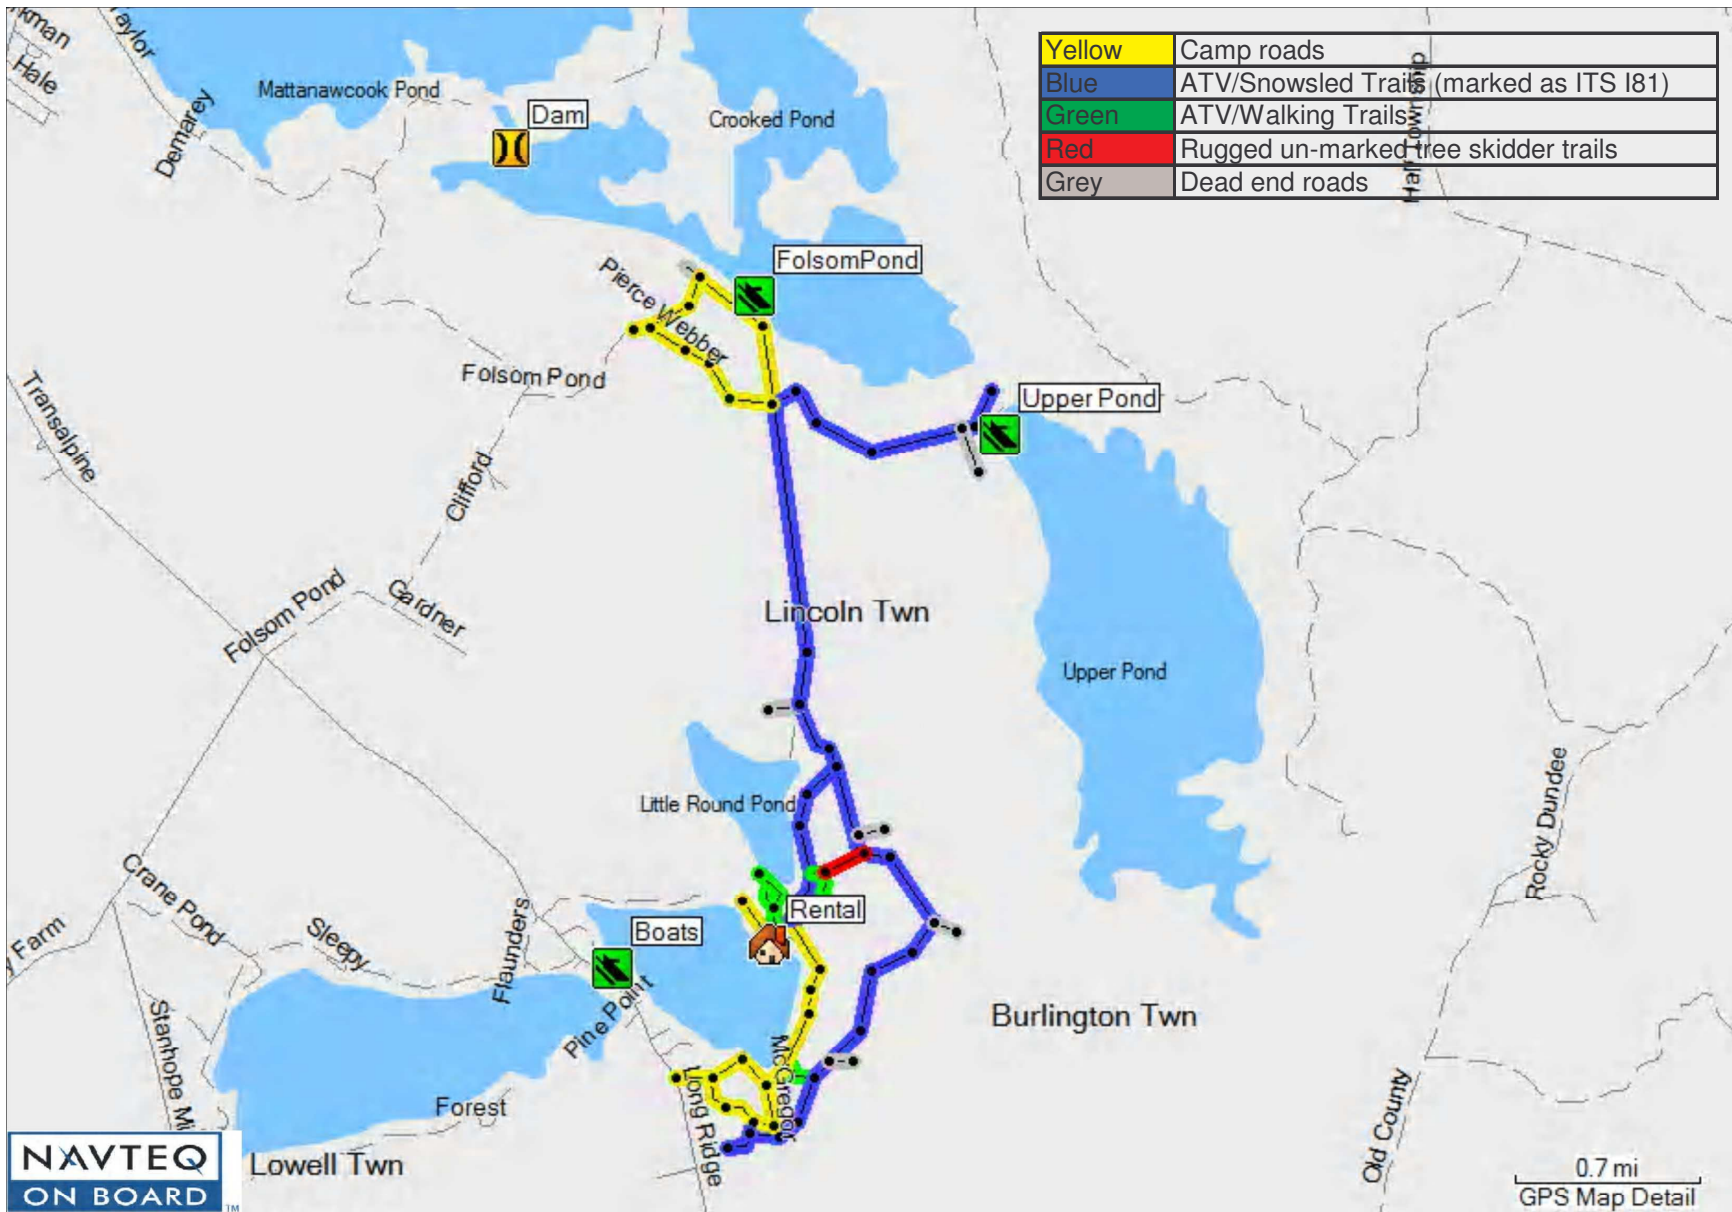 Yellow Camp roads
Blue ATV/Snowsled Trails (marked as ITS I81)
Green ATV/Walking Trails
Red Rugged un-marked tree skidder trails
Grey Dead end roads
Half Township
Taylor
Hale
Demarey
Mattanawcook Pond
Dam
Crooked Pond
FolsomPond
Pierce Webber
Folsom Pond
Upper Pond
Transalpine
Clifford
Gardner
Folsom Pond
Lincoln Twn
Upper Pond
Little Round Pond
Rocky Dundee
Crane Pond
Sleepy
Flaunders
Rental
Boats
y Farm
Stanhope Mi
Pine Point
McGregor
Long Ridge
Burlington Twn
Forest
Old County
Lowell Twn
NAVTEQ
ON BOARD
TM
0.7 mi
GPS Map Detail